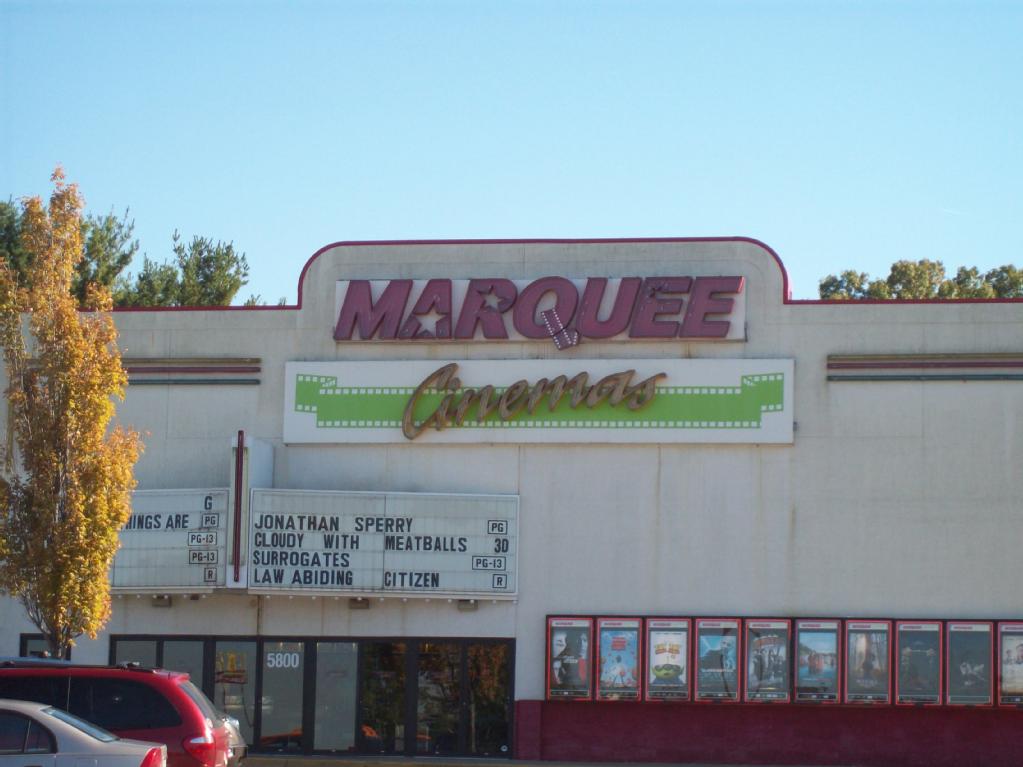 MARQUEE
Cinemas
G
HINGS ARE PG
PG-13
PG-13
R
JONATHAN SPERRY PG
CLOUDY WITH MEATBALLS 3D
SURROGATES PG-13
LAW ABIDING CITIZEN R
5800